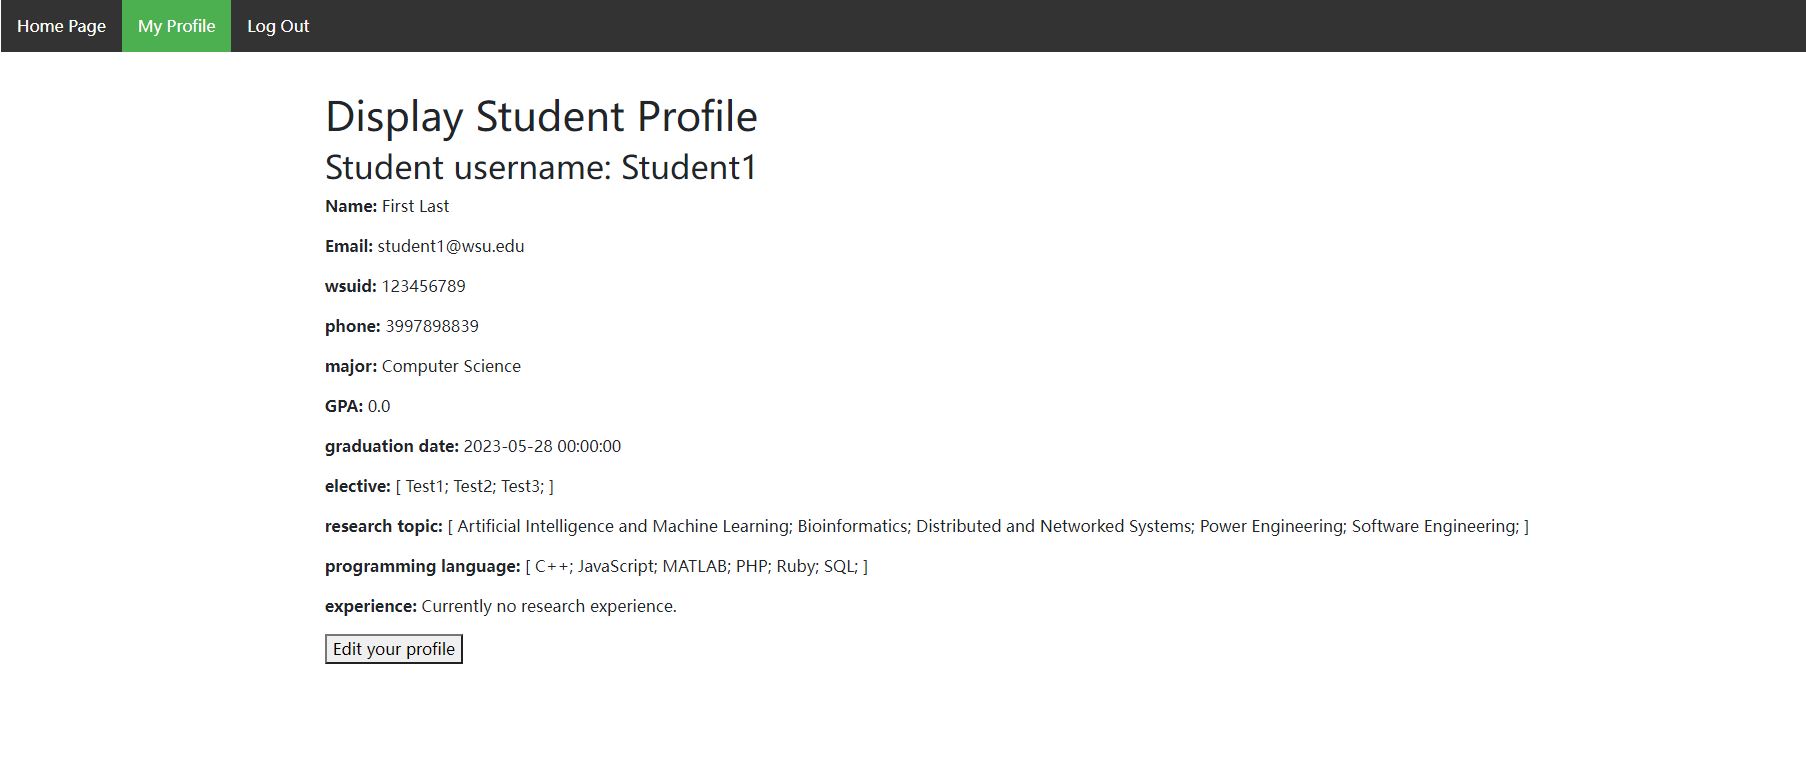 Home Page My Profile Log Out
Display Student Profile
Student username: Student1
Name: First Last
Email: student1@wsu.edu
wsuid: 123456789
phone: 3997898839
major: Computer Science
GPA: 0.0
graduation date: 2023-05-28 00:00:00
elective: [ Test1; Test2; Test3; ]
research topic: [ Artificial Intelligence and Machine Learning; Bioinformatics; Distributed and Networked Systems; Power Engineering; Software Engineering; ]
programming language: [ C++; JavaScript; MATLAB; PHP; Ruby; SQL; ]
experience: Currently no research experience.
Edit your profile